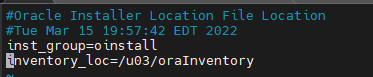 #Oracle Installer Location File Location
#Tue Mar 15 19:57:42 EDT 2022
inst_group=oinstall
inventory_loc=/u03/oraInventory